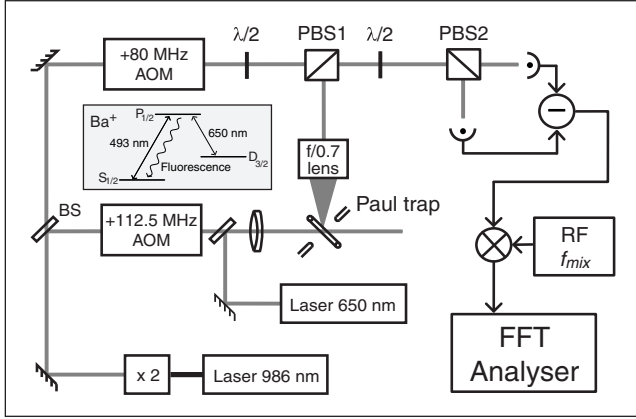 +80 MHz
AOM
λ/2
PBS1
λ/2
PBS2
Ba+
P1/2
493 nm
650 nm
Fluorescence
D3/2
S1/2
f/0.7
lens
−
BS
+112.5 MHz
AOM
Paul trap
RF
fmix
Laser 650 nm
FFT
Analyser
x 2
Laser 986 nm